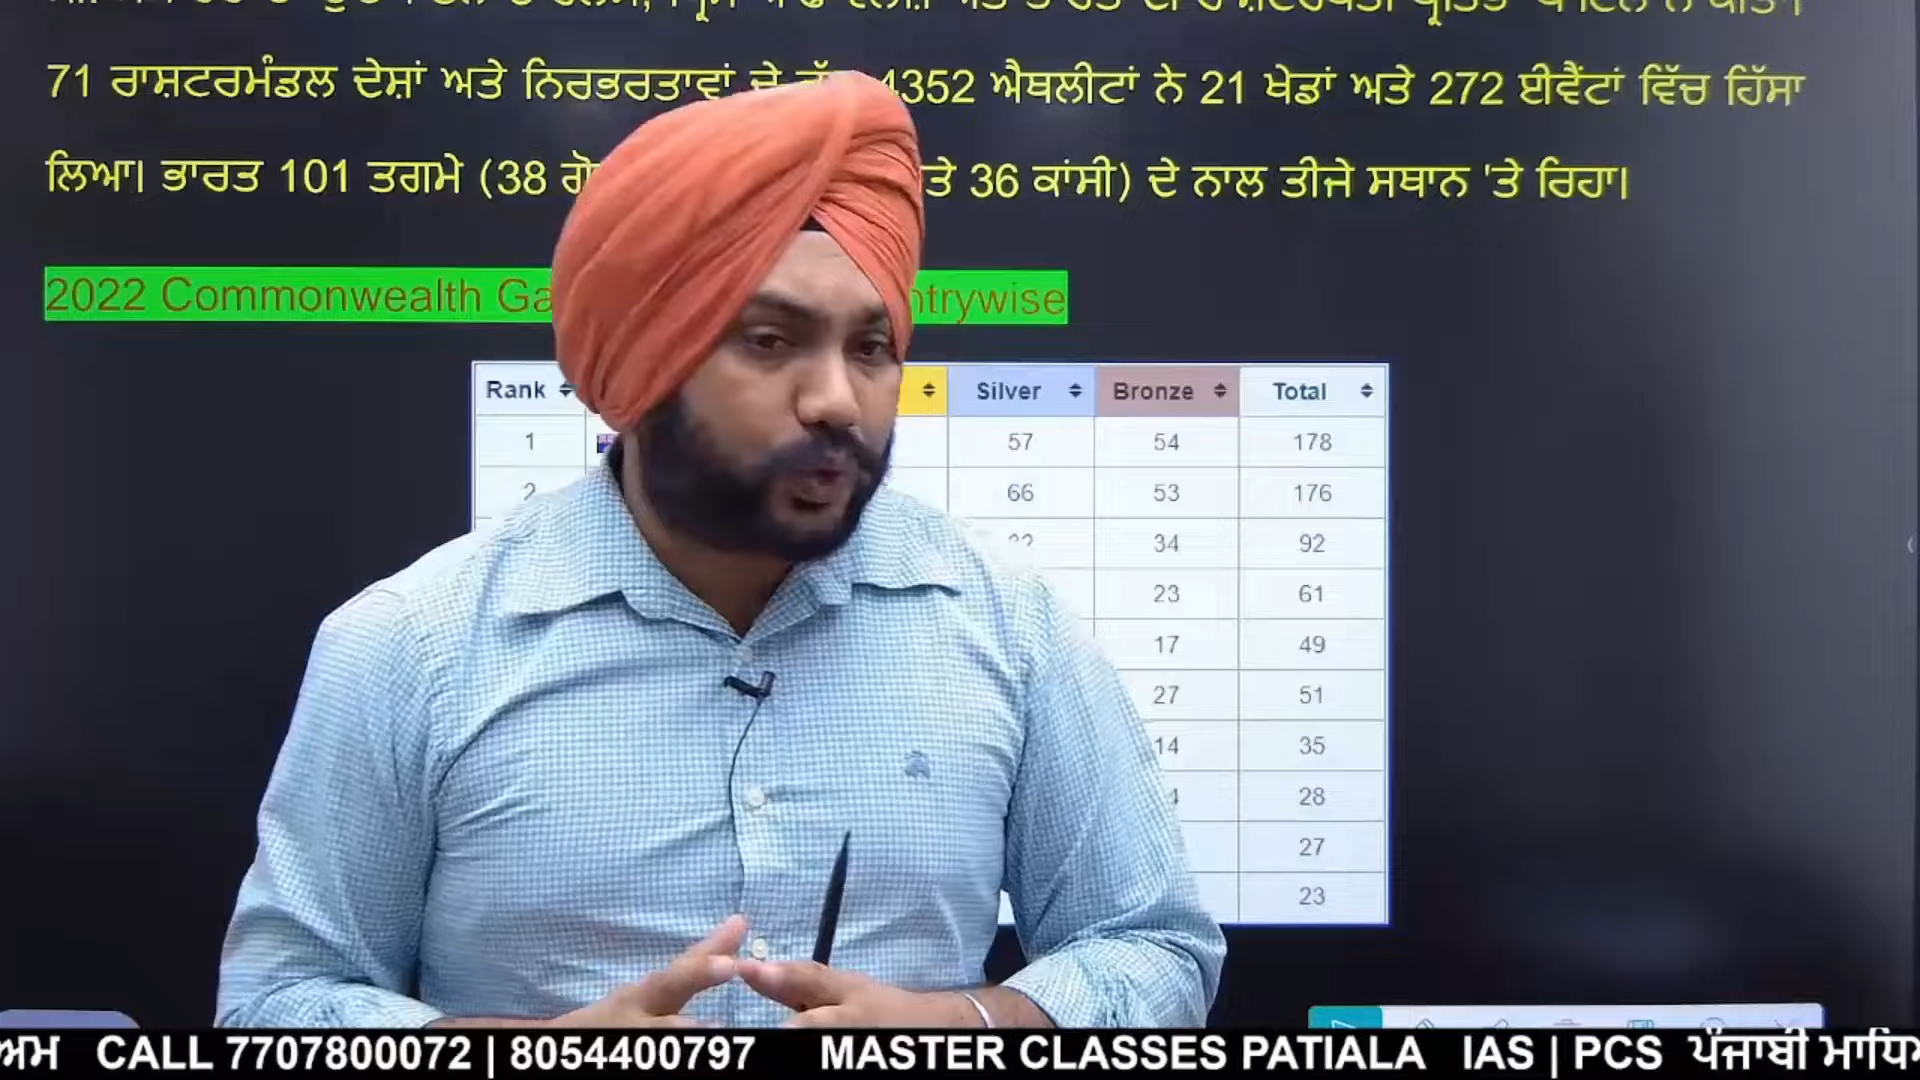 71 ਰਾਸ਼ਟਰਮੰਡਲ ਦੇਸ਼ਾਂ ਅਤੇ ਨਿਰਭਰਤਾਵਾਂ ਦੇ 4352 ਐਥਲੀਟਾਂ ਨੇ 21 ਖੇਡਾਂ ਅਤੇ 272 ਈਵੈਂਟਾਂ ਵਿੱਚ ਹਿੱਸਾ
ਲਿਆ। ਭਾਰਤ 101 ਤਗਮੇ (38 36 ਕਾਂਸੀ) ਦੇ ਨਾਲ ਤੀਜੇ ਸਥਾਨ 'ਤੇ ਰਿਹਾ।
2022 Commonwealth
Rank Silver Bronze Total
1 57 54 178
2 66 53 176
34 92
23 61
17 49
27 51
14 35
28
27
23
CALL 7707800072 | 8054400797 MASTER CLASSES PATIALA IAS | PCS ਪੰਜਾਬੀ